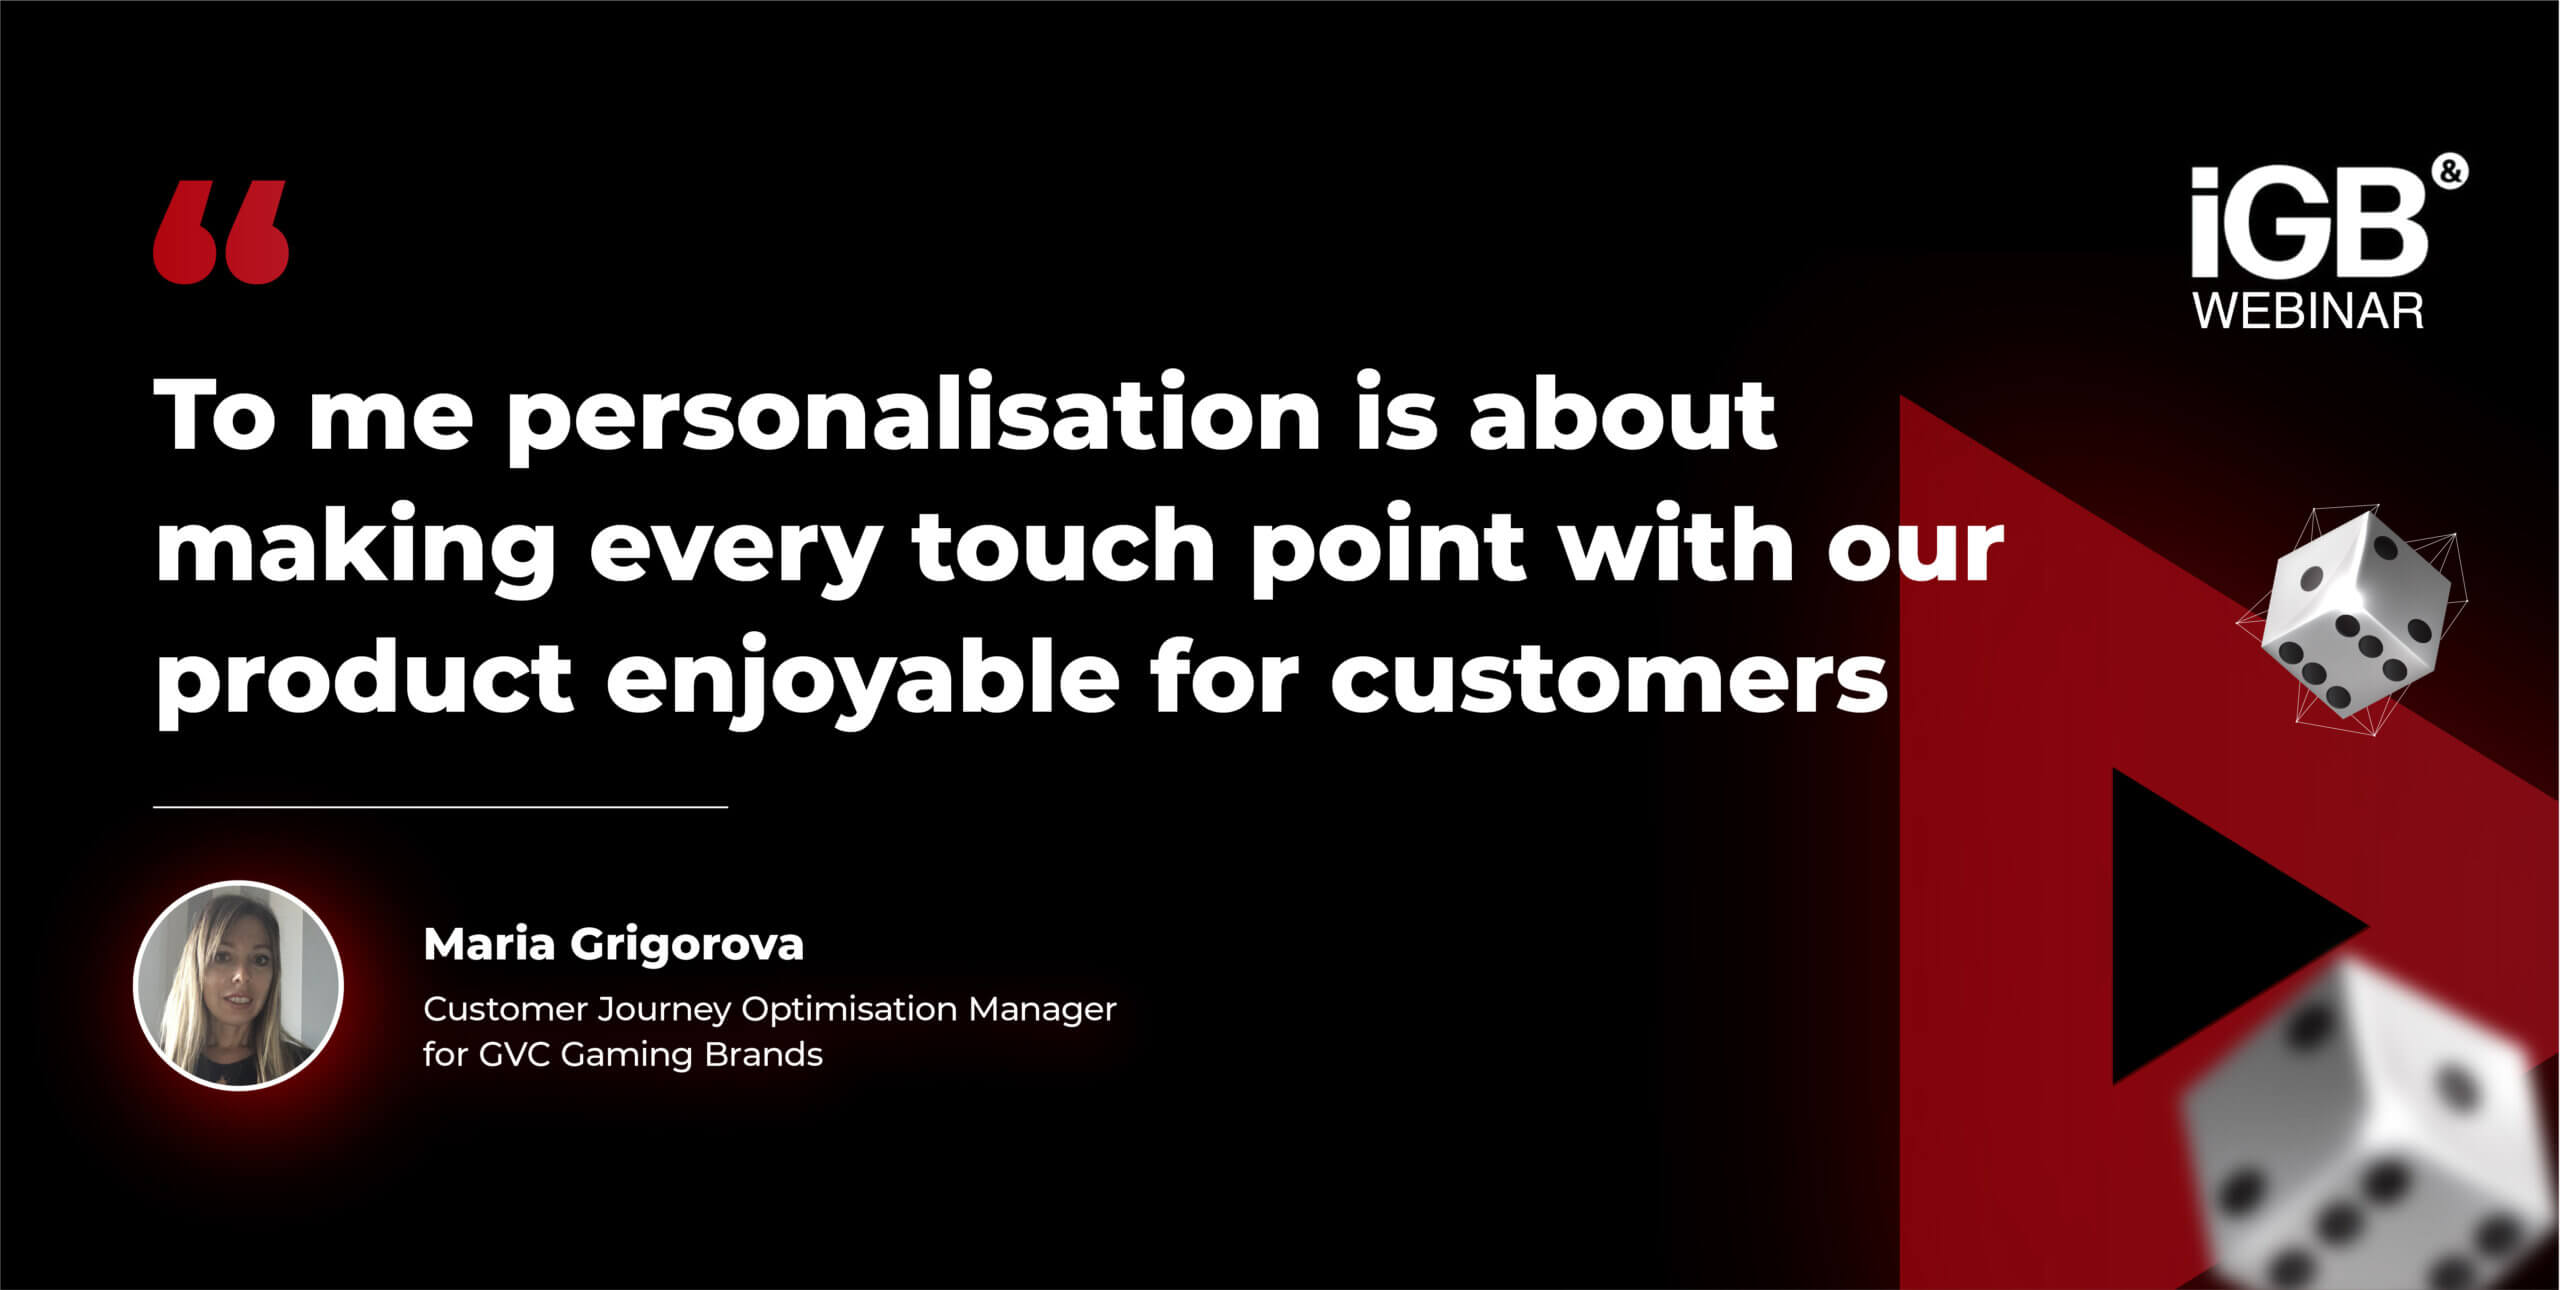 “
iGB &
WEBINAR
To me personalisation is about
making every touch point with our
product enjoyable for customers
Maria Grigorova
Customer Journey Optimisation Manager
for GVC Gaming Brands